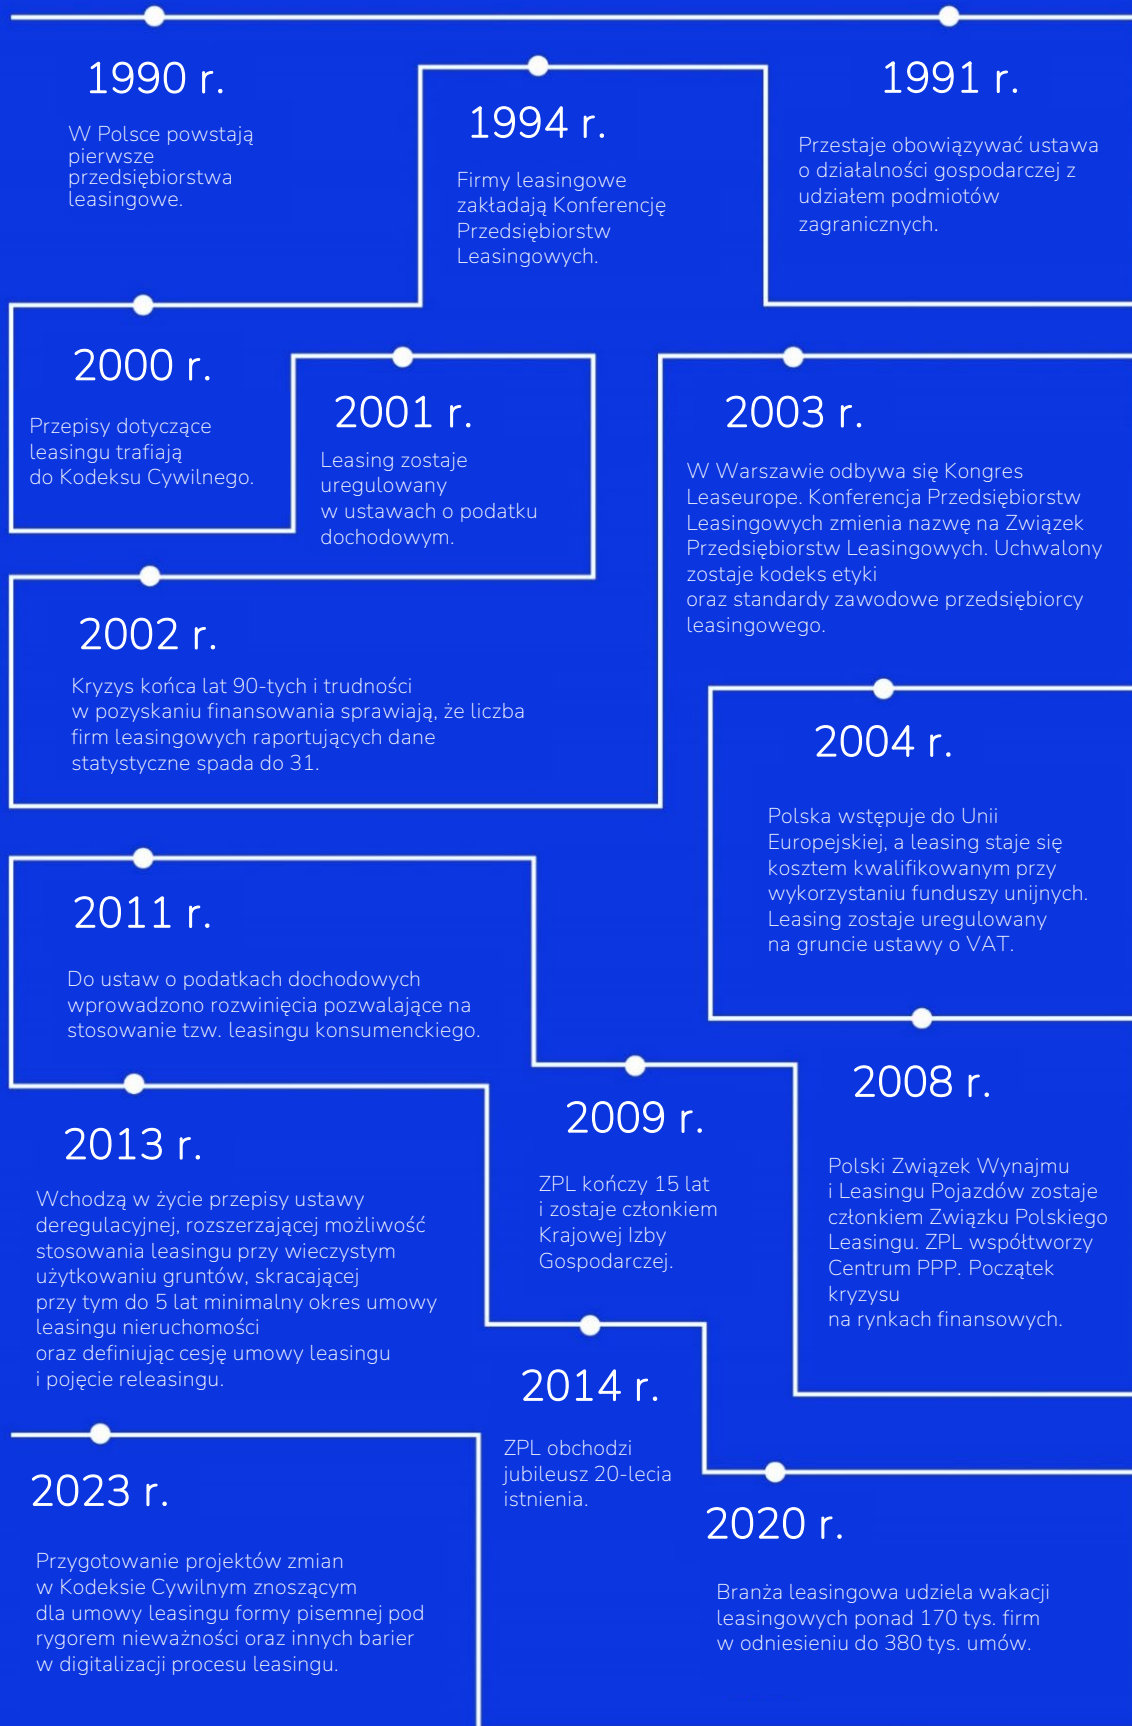 1990 r.
W Polsce powstają
pierwsze
przedsiębiorstwa
leasingowe.
1991 r.
Przestaje obowiązywać ustawa
o działalności gospodarczej z
udziałem podmiotów
zagranicznych.
1994 r.
Firmy leasingowe
zakładają Konferencję
Przedsiębiorstw
Leasingowych.
2000 r.
Przepisy dotyczące
leasingu trafiają
do Kodeksu Cywilnego.
2001 r.
Leasing zostaje
uregulowany
w ustawach o podatku
dochodowym.
2002 r.
Kryzys końca lat 90-tych i trudności
w pozyskaniu finansowania sprawiają, że liczba
firm leasingowych raportujących dane
statystyczne spada do 31.
2003 r.
W Warszawie odbywa się Kongres
Leaseurope. Konferencja Przedsiębiorstw
Leasingowych zmienia nazwę na Związek
Przedsiębiorstw Leasingowych. Uchwalony
zostaje kodeks etyki
oraz standardy zawodowe przedsiębiorcy
leasingowego.
2004 r.
Polska wstępuje do Unii
Europejskiej, a leasing staje się
kosztem kwalifikowanym przy
wykorzystaniu funduszy unijnych.
Leasing zostaje uregulowany
na gruncie ustawy o VAT.
2008 r.
Polski Związek Wynajmu
i Leasingu Pojazdów zostaje
członkiem Związku Polskiego
Leasingu. ZPL współtworzy
Centrum PPP. Początek
kryzysu
na rynkach finansowych.
2009 r.
ZPL kończy 15 lat
i zostaje członkiem
Krajowej Izby
Gospodarczej.
2011 r.
Do ustaw o podatkach dochodowych
wprowadzono rozwinięcia pozwalające na
stosowanie tzw. leasingu konsumenckiego.
2013 r.
Wchodzą w życie przepisy ustawy
deregulacyjnej, rozszerzającej możliwość
stosowania leasingu przy wieczystym
użytkowaniu gruntów, skracającej
przy tym do 5 lat minimalny okres umowy
leasingu nieruchomości
oraz definiując cesję umowy leasingu
i pojęcie releasingu.
2014 r.
ZPL obchodzi
jubileusz 20-lecia
istnienia.
2020 r.
Branża leasingowa udziela wakacji
leasingowych ponad 170 tys. firm
w odniesieniu do 380 tys. umów.
2023 r.
Przygotowanie projektów zmian
w Kodeksie Cywilnym znoszącym
dla umowy leasingu formy pisemnej pod
rygorem nieważności oraz innych barier
w digitalizacji procesu leasingu.